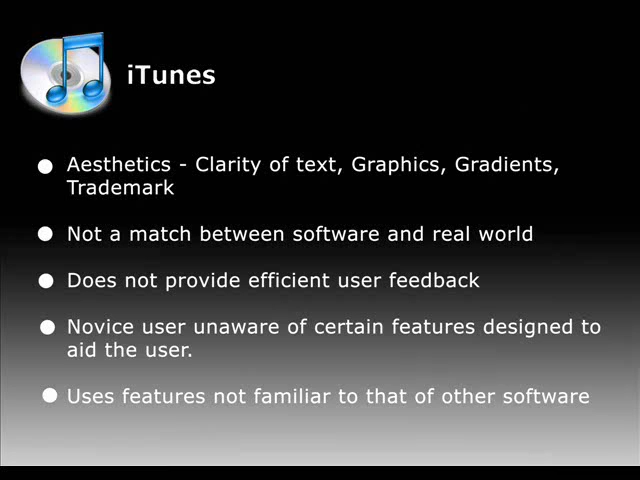 iTunes
Aesthetics - Clarity of text, Graphics, Gradients,
Trademark
Not a match between software and real world
Does not provide efficient user feedback
Novice user unaware of certain features designed to
aid the user.
Uses features not familiar to that of other software